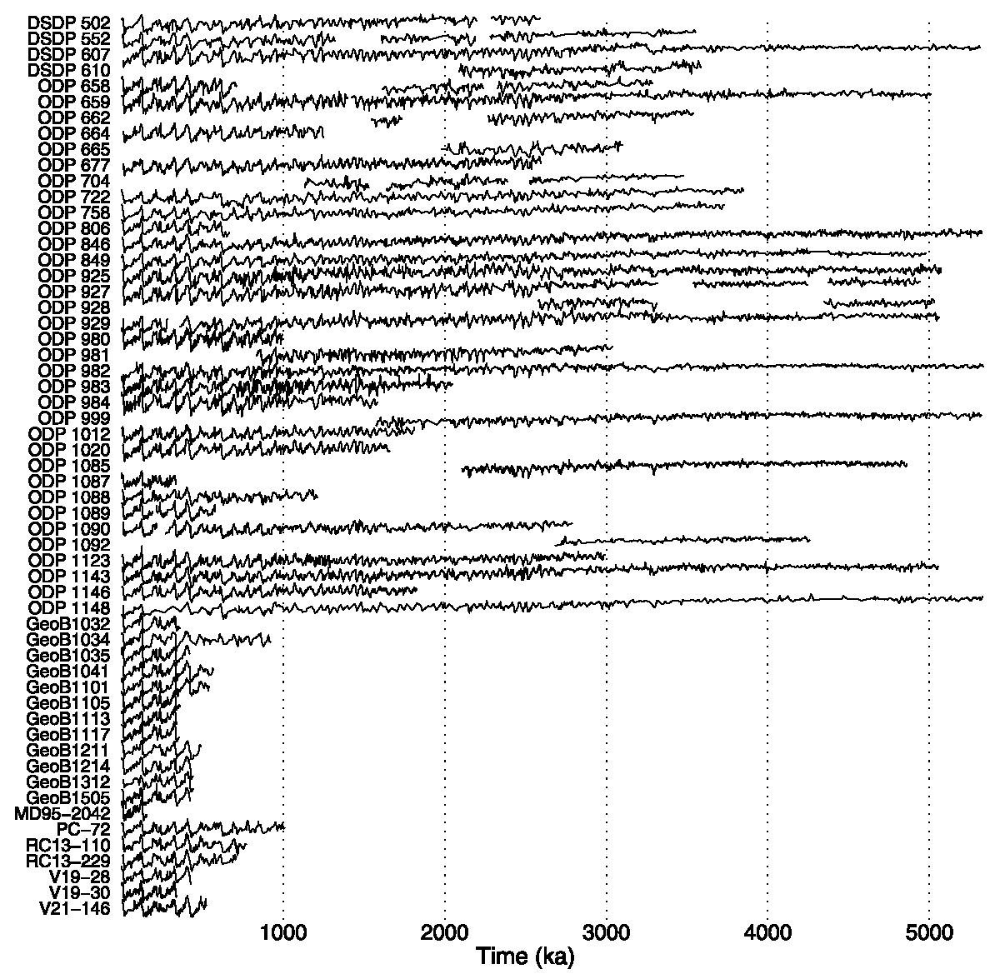 DSDP 502
DSDP 552
DSDP 607
DSDP 610
ODP 658
ODP 659
ODP 662
ODP 664
ODP 665
ODP 677
ODP 704
ODP 722
ODP 758
ODP 806
ODP 846
ODP 849
ODP 925
ODP 927
ODP 928
ODP 929
ODP 980
ODP 981
ODP 982
ODP 983
ODP 984
ODP 999
ODP 1012
ODP 1020
ODP 1085
ODP 1087
ODP 1088
ODP 1089
ODP 1090
ODP 1092
ODP 1123
ODP 1143
ODP 1146
ODP 1148
GeoB1032
GeoB1034
GeoB1035
GeoB1041
GeoB1101
GeoB1105
GeoB1113
GeoB1117
GeoB1211
GeoB1214
GeoB1312
GeoB1505
MD95−2042
PC−72
RC13−110
RC13−229
V19−28
V19−30
V21−146
1000 2000 3000 4000 5000
Time (ka)